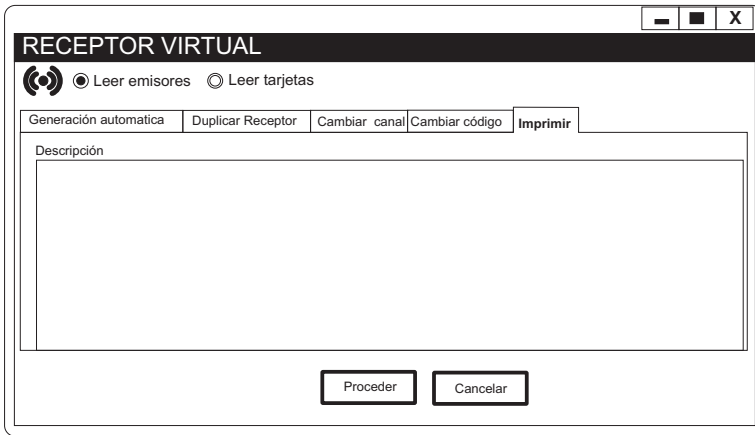 X
RECEPTOR VIRTUAL
Leer emisores Leer tarjetas
Generación automatica Duplicar Receptor Cambiar canal Cambiar código Imprimir
Descripción
Proceder Cancelar